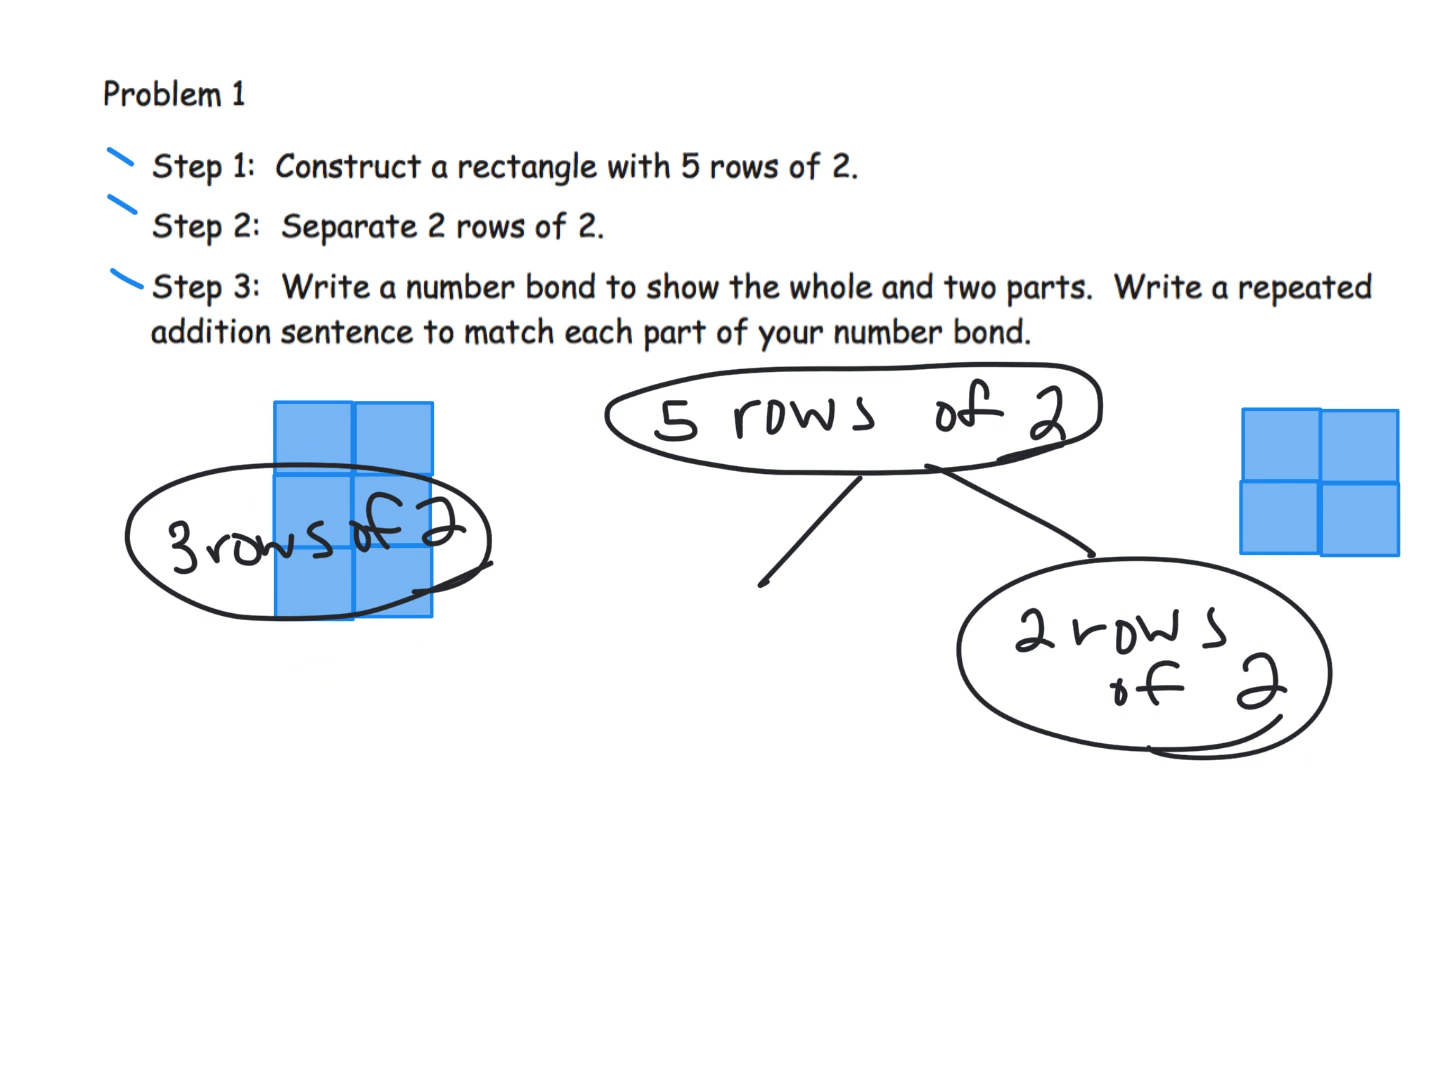 Problem 1
Step 1: Construct a rectangle with 5 rows of 2.
Step 2: Separate 2 rows of 2.
Step 3: Write a number bond to show the whole and two parts. Write a repeated
addition sentence to match each part of your number bond.
5 rows of 2
3 rows of 2
2 rows
of 2